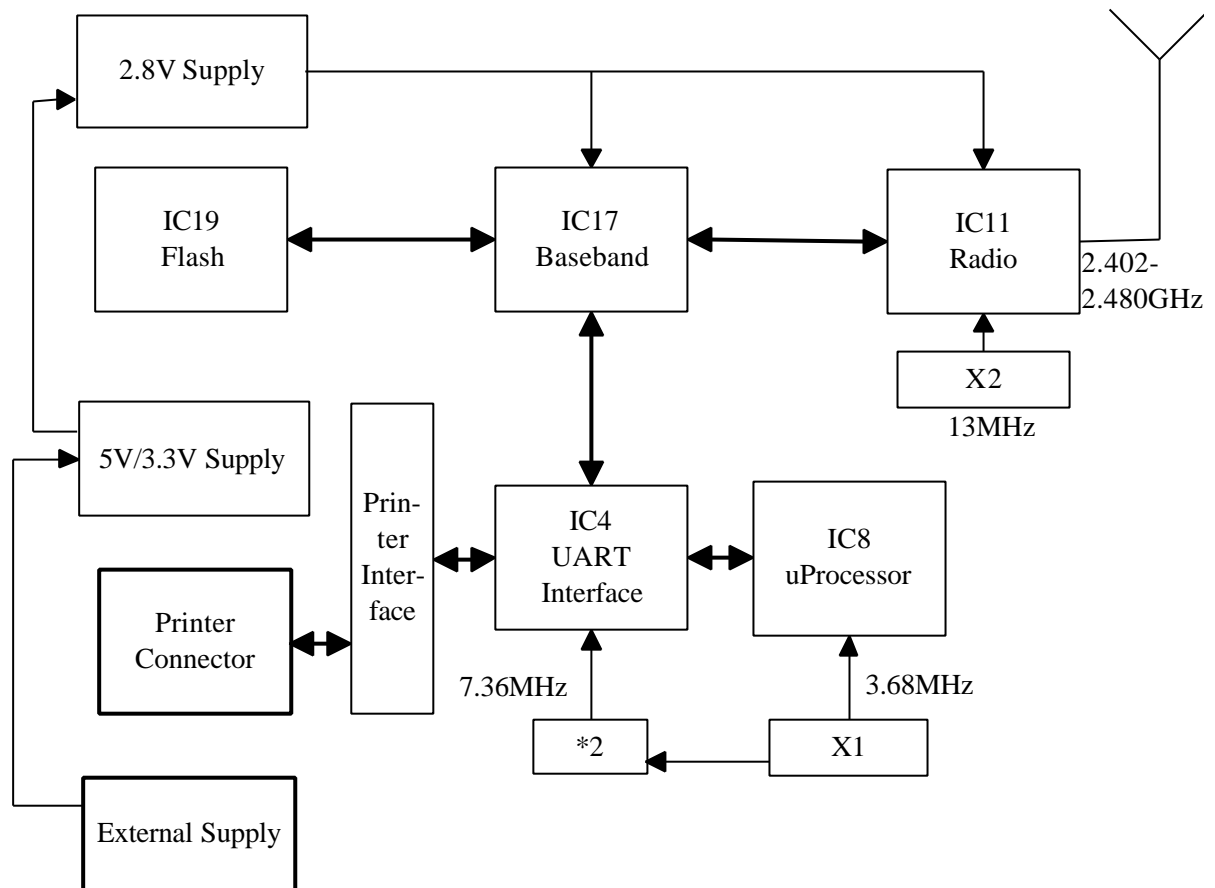 2.8V Supply
IC19
Flash
IC17
Baseband
IC11
Radio
2.402-
2.480GHz
X2
13MHz
5V/3.3V Supply
Prin-
ter
Inter-
face
IC4
UART
Interface
IC8
uProcessor
Printer
Connector
7.36MHz
3.68MHz
*2
X1
External Supply